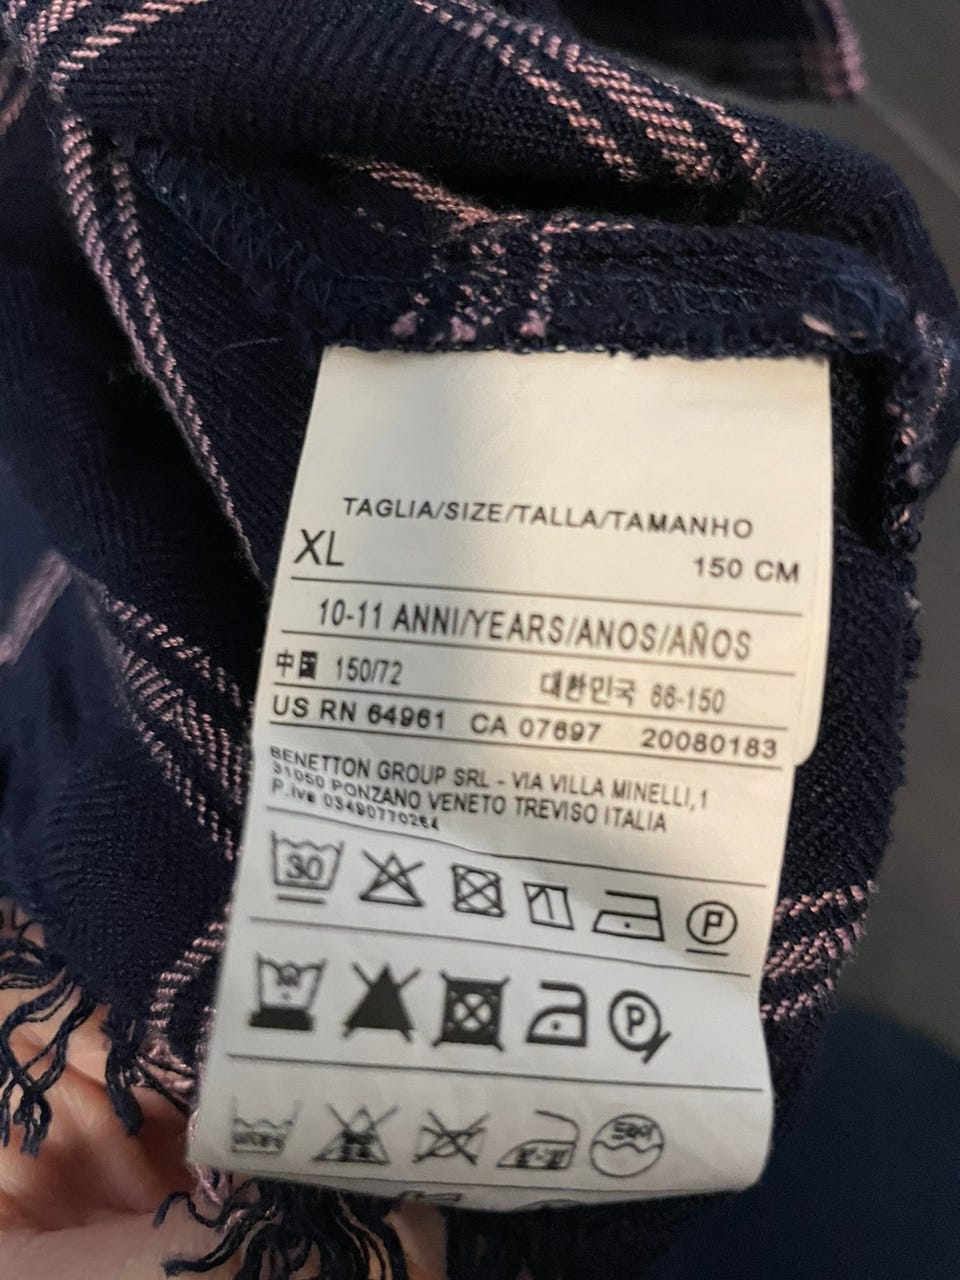 TAGLIA/SIZE/TALLA/TAMANHO
XL 150 CM
10-11 ANNI/YEARS/ANOS/AÑOS
中国 150/72 대한민국 66-150
US RN 64961 CA 07697 20080183
BENETTON GROUP SRL - VIA VILLA MINELLI,1
31050 PONZANO VENETO TREVISO ITALIA
P.iva 03490770264
30 P
30 P